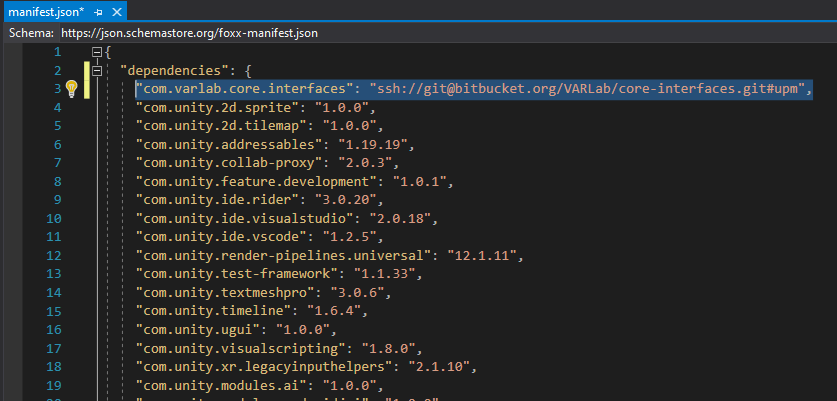 manifest.json*
Schema: https://json.schemastore.org/foxx-manifest.json
1 {
2 "dependencies": {
3 "com.varlab.core.interfaces": "ssh://git@bitbucket.org/VARLab/core-interfaces.git#upm",
4 "com.unity.2d.sprite": "1.0.0",
5 "com.unity.2d.tilemap": "1.0.0",
6 "com.unity.addressables": "1.19.19",
7 "com.unity.collab-proxy": "2.0.3",
8 "com.unity.feature.development": "1.0.1",
9 "com.unity.ide.rider": "3.0.20",
10 "com.unity.ide.visualstudio": "2.0.18",
11 "com.unity.ide.vscode": "1.2.5",
12 "com.unity.render-pipelines.universal": "12.1.11",
13 "com.unity.test-framework": "1.1.33",
14 "com.unity.textmeshpro": "3.0.6",
15 "com.unity.timeline": "1.6.4",
16 "com.unity.ugui": "1.0.0",
17 "com.unity.visualscripting": "1.8.0",
18 "com.unity.xr.legacyinputhelpers": "2.1.10",
19 "com.unity.modules.ai": "1.0.0",